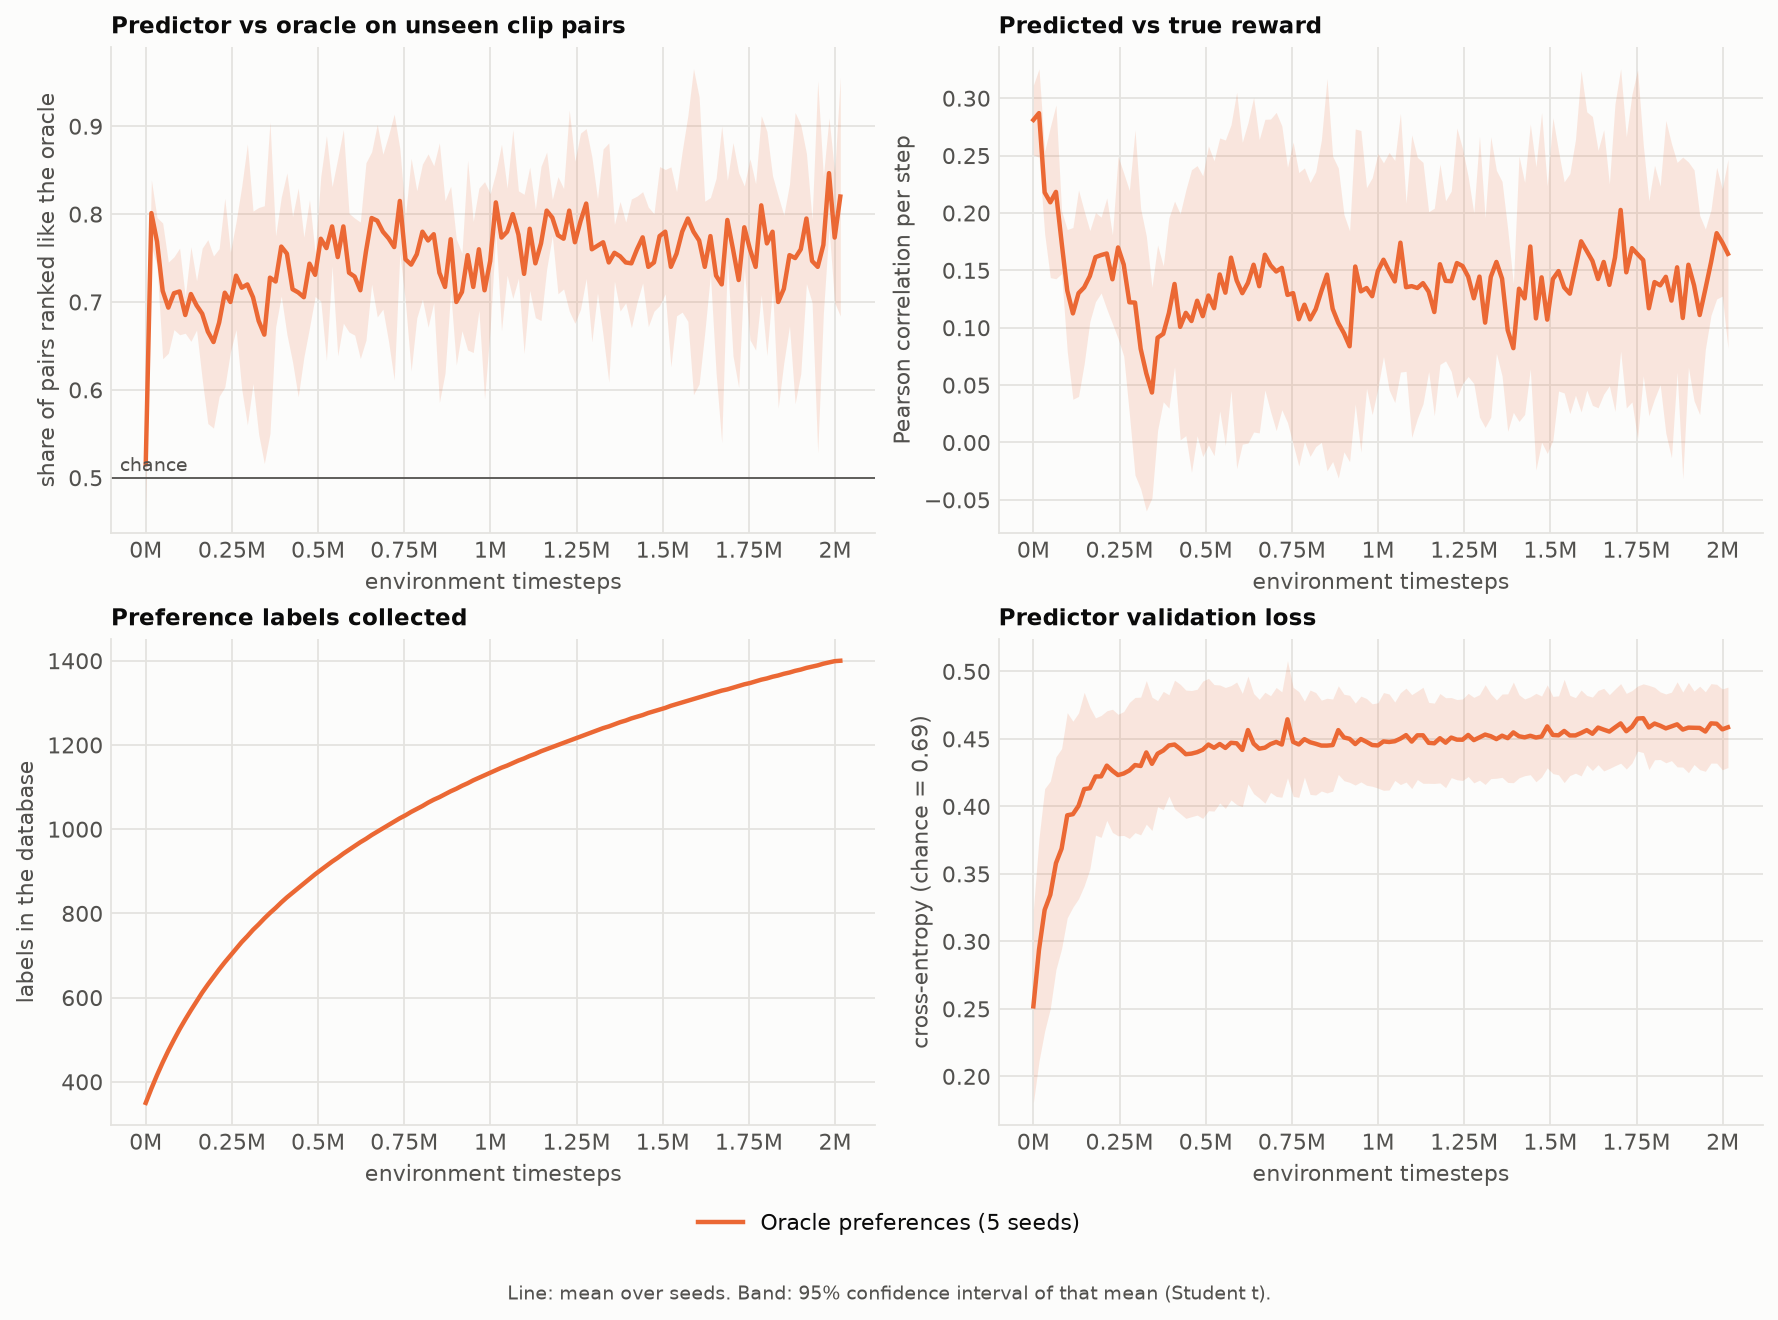 Predictor vs oracle on unseen clip pairs
share of pairs ranked like the oracle
0.9
0.8
0.7
0.6
0.5
chance
0M 0.25M 0.5M 0.75M 1M 1.25M 1.5M 1.75M 2M
environment timesteps
Predicted vs true reward
Pearson correlation per step
0.30
0.25
0.20
0.15
0.10
0.05
0.00
−0.05
0M 0.25M 0.5M 0.75M 1M 1.25M 1.5M 1.75M 2M
environment timesteps
Preference labels collected
labels in the database
1400
1200
1000
800
600
400
0M 0.25M 0.5M 0.75M 1M 1.25M 1.5M 1.75M 2M
environment timesteps
Predictor validation loss
cross-entropy (chance = 0.69)
0.50
0.45
0.40
0.35
0.30
0.25
0.20
0M 0.25M 0.5M 0.75M 1M 1.25M 1.5M 1.75M 2M
environment timesteps
Oracle preferences (5 seeds)
Line: mean over seeds. Band: 95% confidence interval of that mean (Student t).